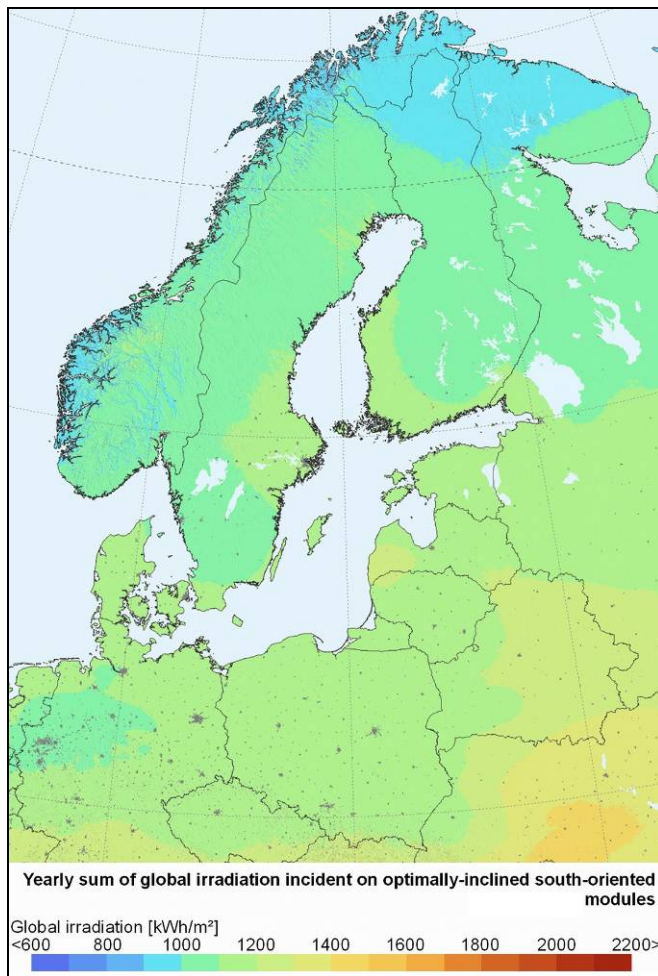 Yearly sum of global irradiation incident on optimally-inclined south-oriented
modules
Global irradiation [kWh/m²]
<600 800 1000 1200 1400 1600 1800 2000 2200>